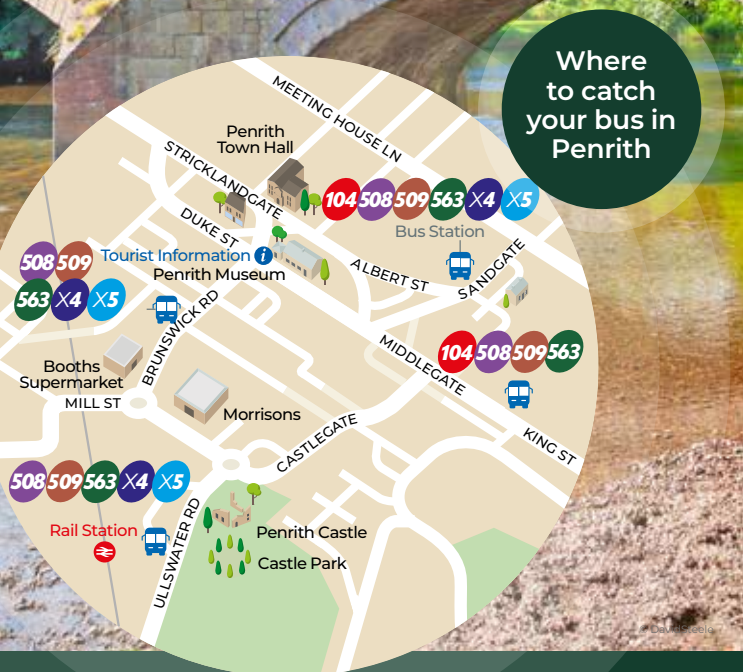 Where
to catch
your bus in
Penrith
MEETING HOUSE LN
Penrith
Town Hall
STRICKLANDGATE
104 508 509 563 X4 X5
DUKE ST
Bus Station
508 509
Tourist Information i
Penrith Museum
ALBERT ST
SANDGATE
563 X4 X5
BRUNSWICK RD
104 508 509 563
MIDDLEGATE
Booths
Supermarket
MILL ST
Morrisons
KING ST
CASTLEGATE
508 509 563 X4 X5
Rail Station
ULLSWATER RD
Penrith Castle
Castle Park
David Steele